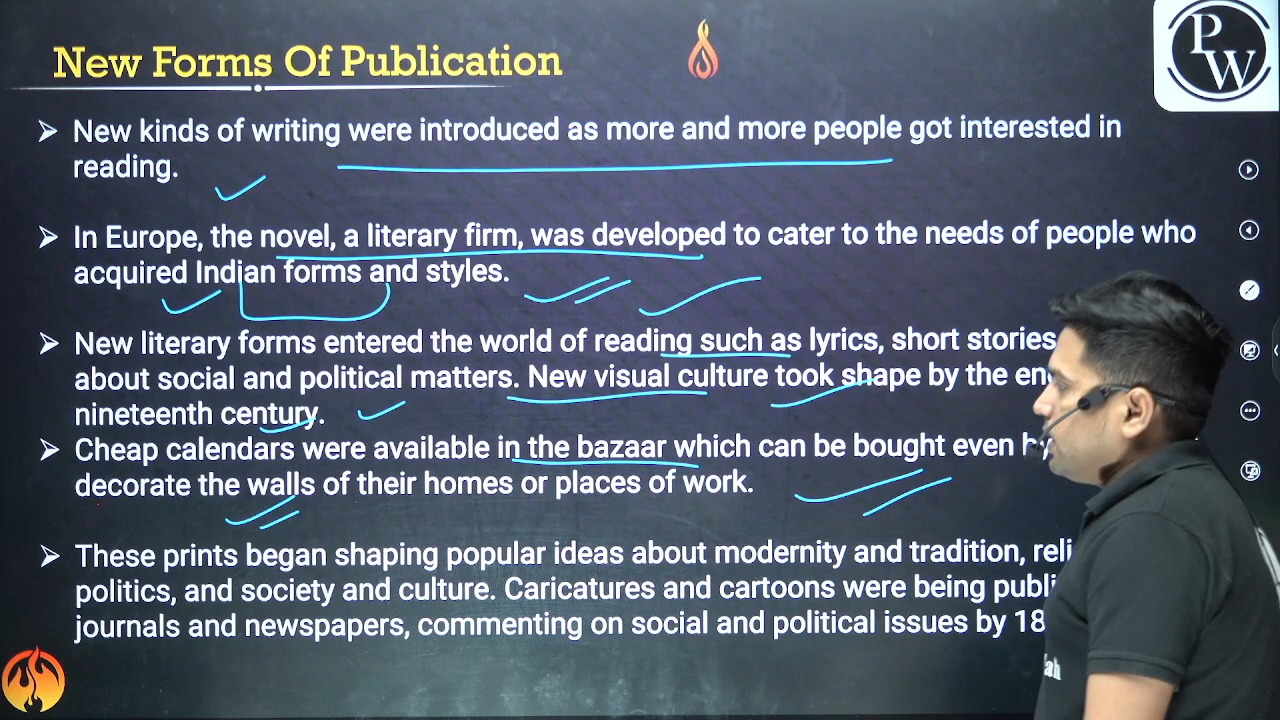 New Forms Of Publication
PW
New kinds of writing were introduced as more and more people got interested in
reading.
In Europe, the novel, a literary firm, was developed to cater to the needs of people who
acquired Indian forms and styles.
New literary forms entered the world of reading such as lyrics, short stories
about social and political matters. New visual culture took shape by the
nineteenth century.
Cheap calendars were available in the bazaar which can be bought even
decorate the walls of their homes or places of work.
These prints began shaping popular ideas about modernity and tradition,
politics, and society and culture. Caricatures and cartoons were being
journals and newspapers, commenting on social and political issues by